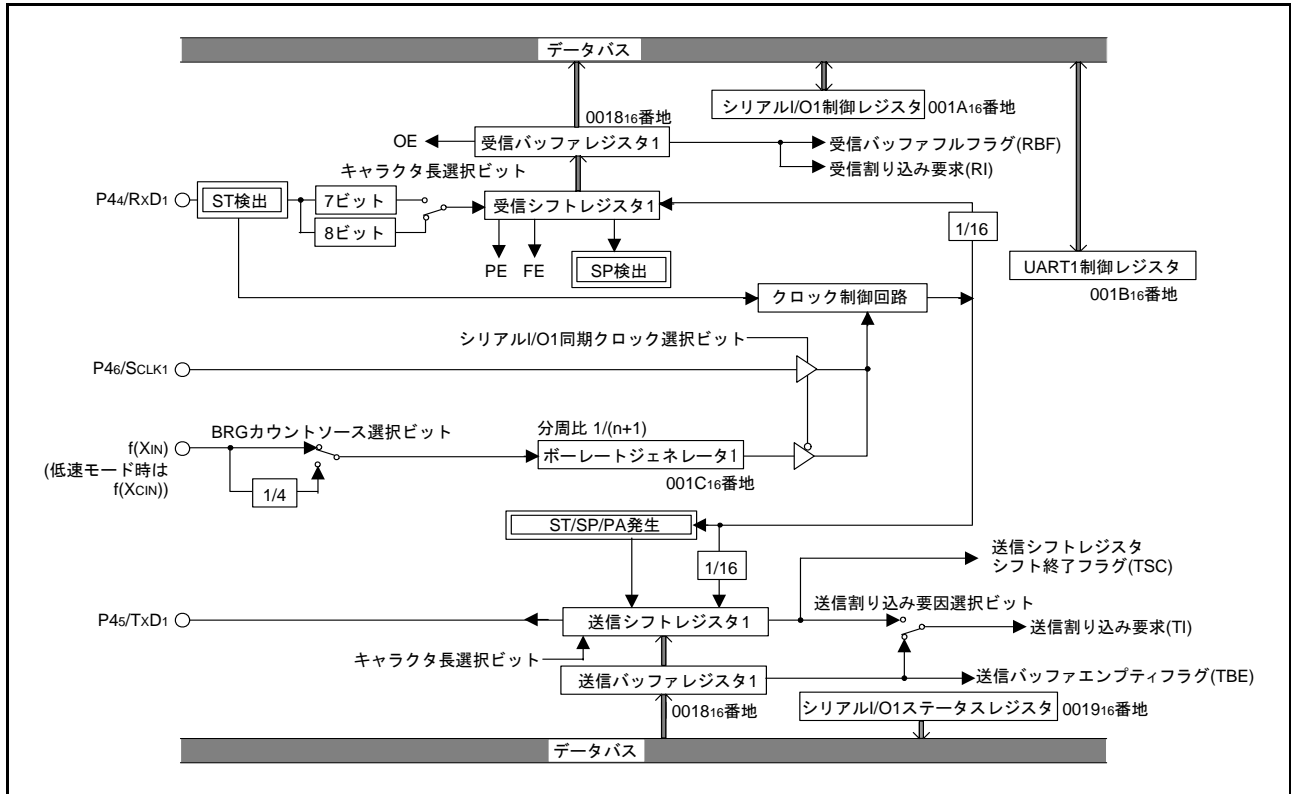 データバス
シリアルI/O1制御レジスタ 001A16番地
001816番地
OE 受信バッファレジスタ1 受信バッファフルフラグ(RBF)
受信割り込み要求(RI)
キャラクタ長選択ビット
P44/RXD1 ST検出 7ビット 受信シフトレジスタ1
8ビット
1/16
PE FE SP検出 UART1制御レジスタ
001B16番地
クロック制御回路
シリアルI/O1同期クロック選択ビット
P46/SCLK1
BRGカウントソース選択ビット 分周比 1/(n+1)
f(XIN) ボーレートジェネレータ1
(低速モード時は 001C16番地
f(XCIN)) 1/4
ST/SP/PA発生
1/16 送信シフトレジスタ
シフト終了フラグ(TSC)
送信割り込み要因選択ビット
P45/TXD1 送信シフトレジスタ1 送信割り込み要求(TI)
キャラクタ長選択ビット
送信バッファレジスタ1 送信バッファエンプティフラグ(TBE)
001816番地 シリアルI/O1ステータスレジスタ 001916番地
データバス